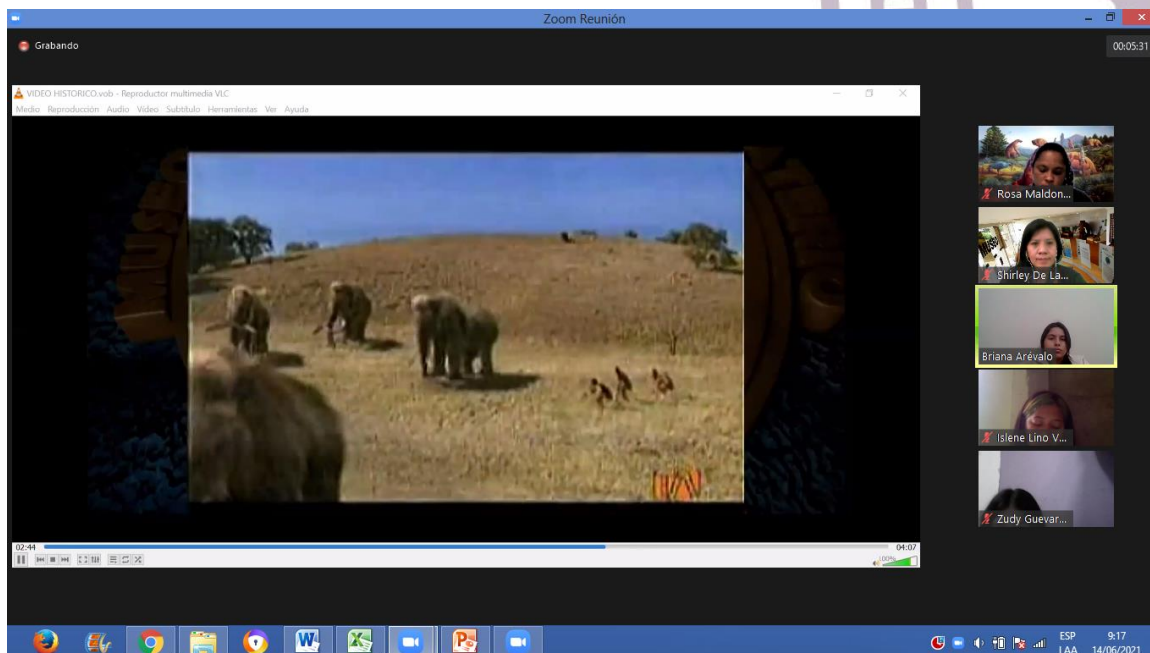 Zoom Reunión
Grabando
00:05:31
VIDEO HISTORICO.vob - Reproductor multimedia VLC
Medio Reproducción Audio Vídeo Subtítulo Herramientas Ver Ayuda
Rosa Maldon...
Shirley De La...
Briana Arévalo
Islene Lino V...
Zudy Guevar...
02:44
04:07
100%
ESP
LAA
9:17
14/06/2021